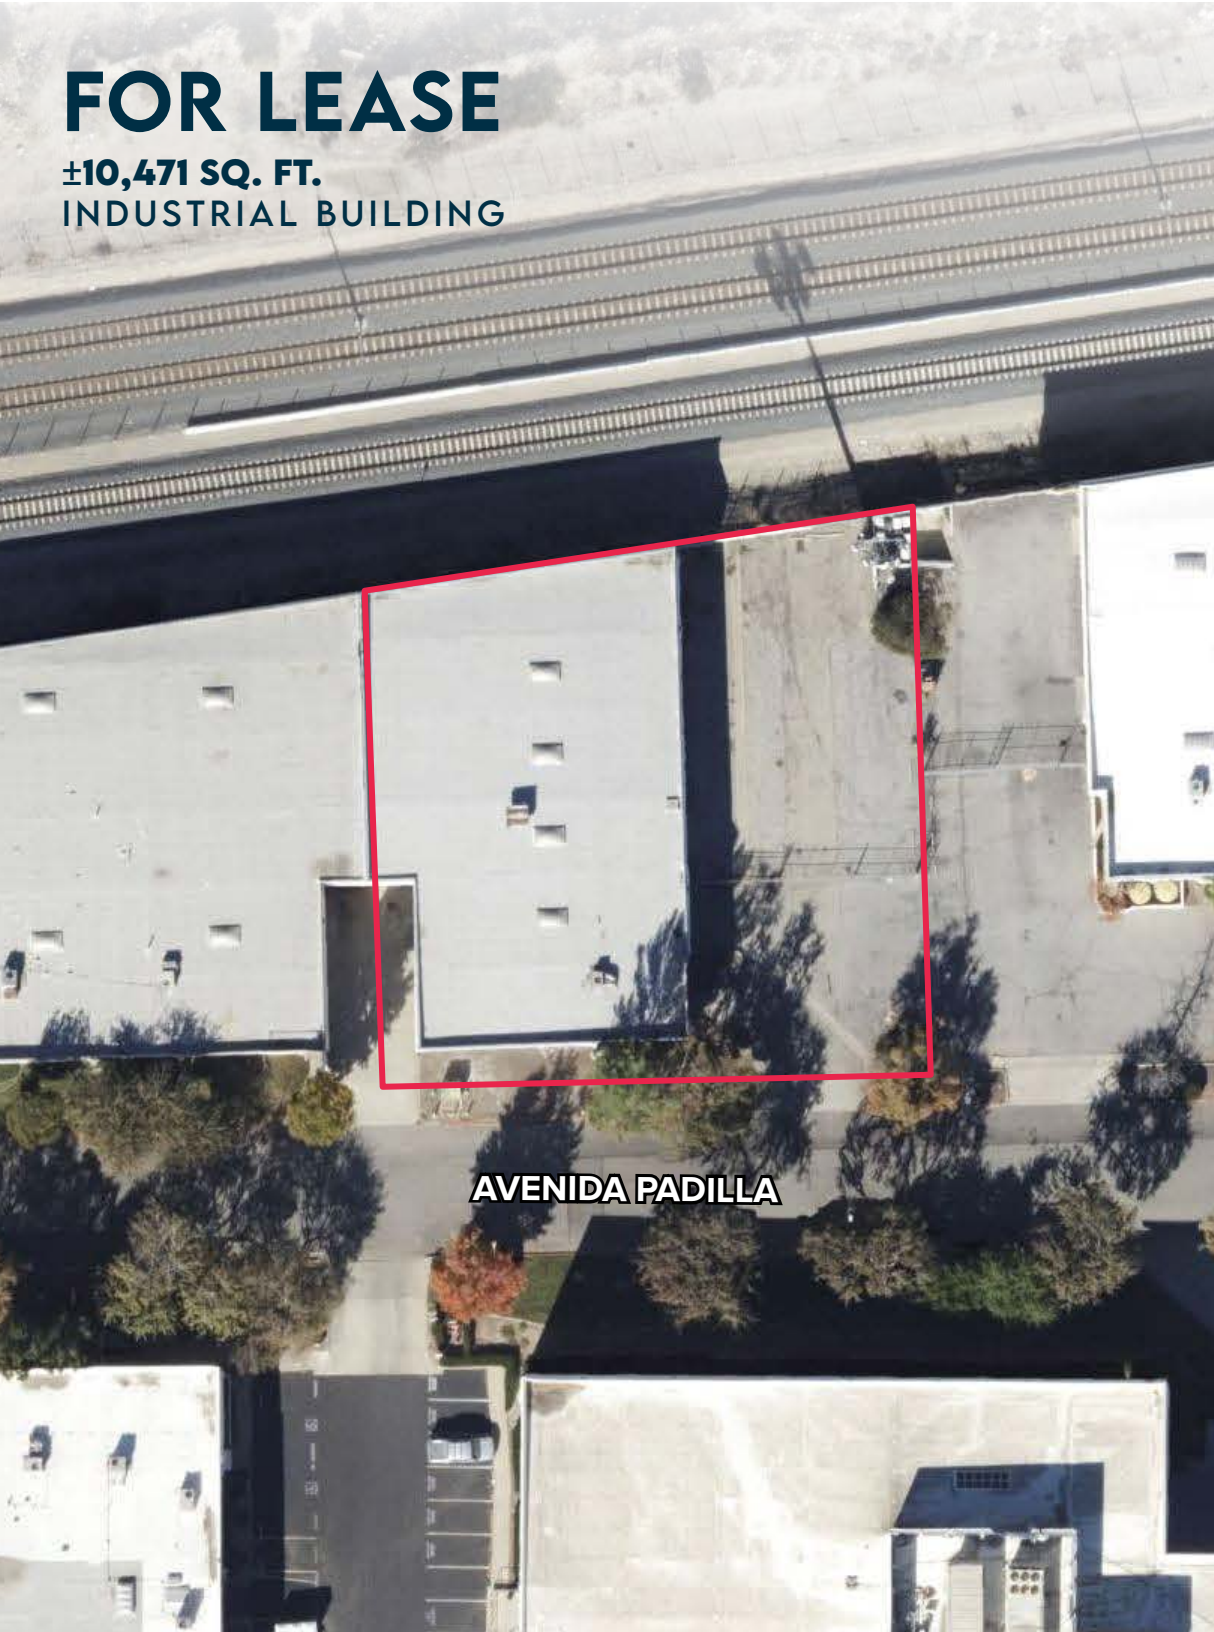 FOR LEASE
±10,471 SQ. FT.
INDUSTRIAL BUILDING
AVENIDA PADILLA